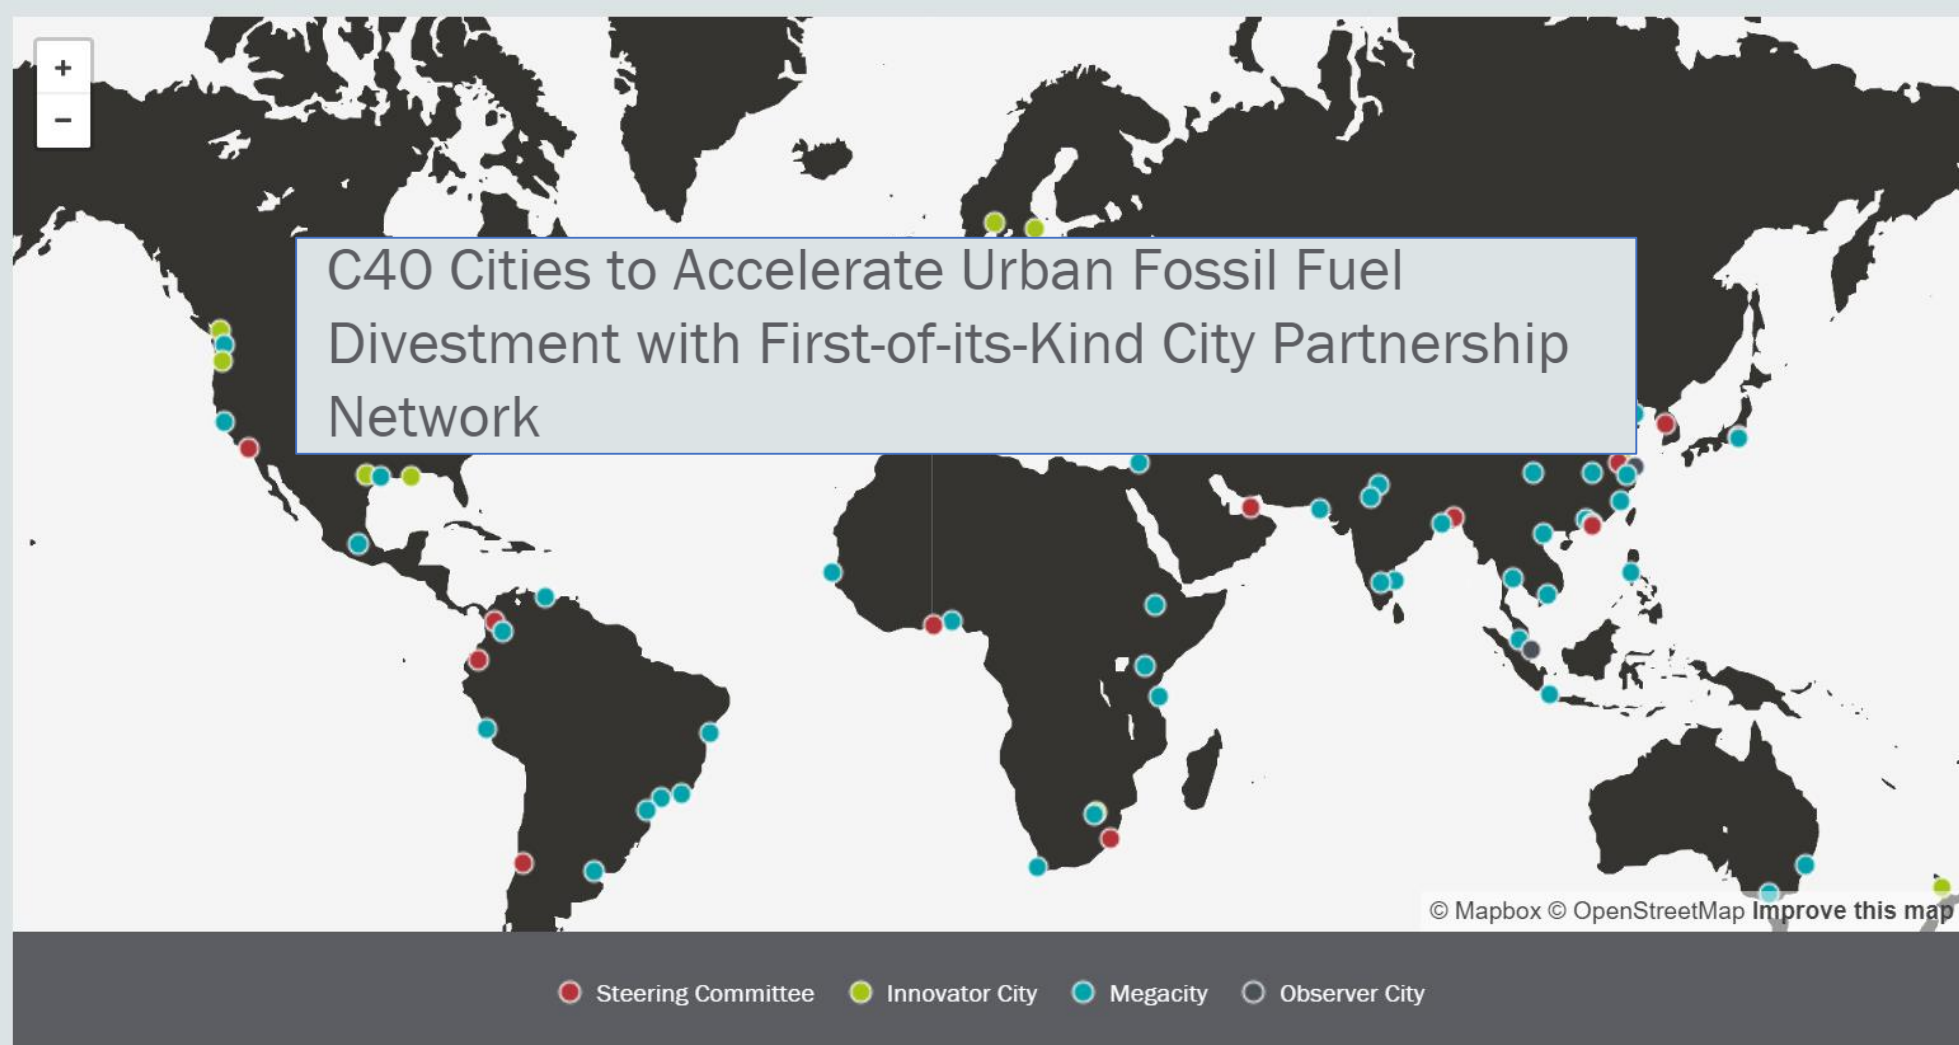 +
−
C40 Cities to Accelerate Urban Fossil Fuel
Divestment with First-of-its-Kind City Partnership
Network
© Mapbox © OpenStreetMap Improve this map
Steering Committee Innovator City Megacity Observer City